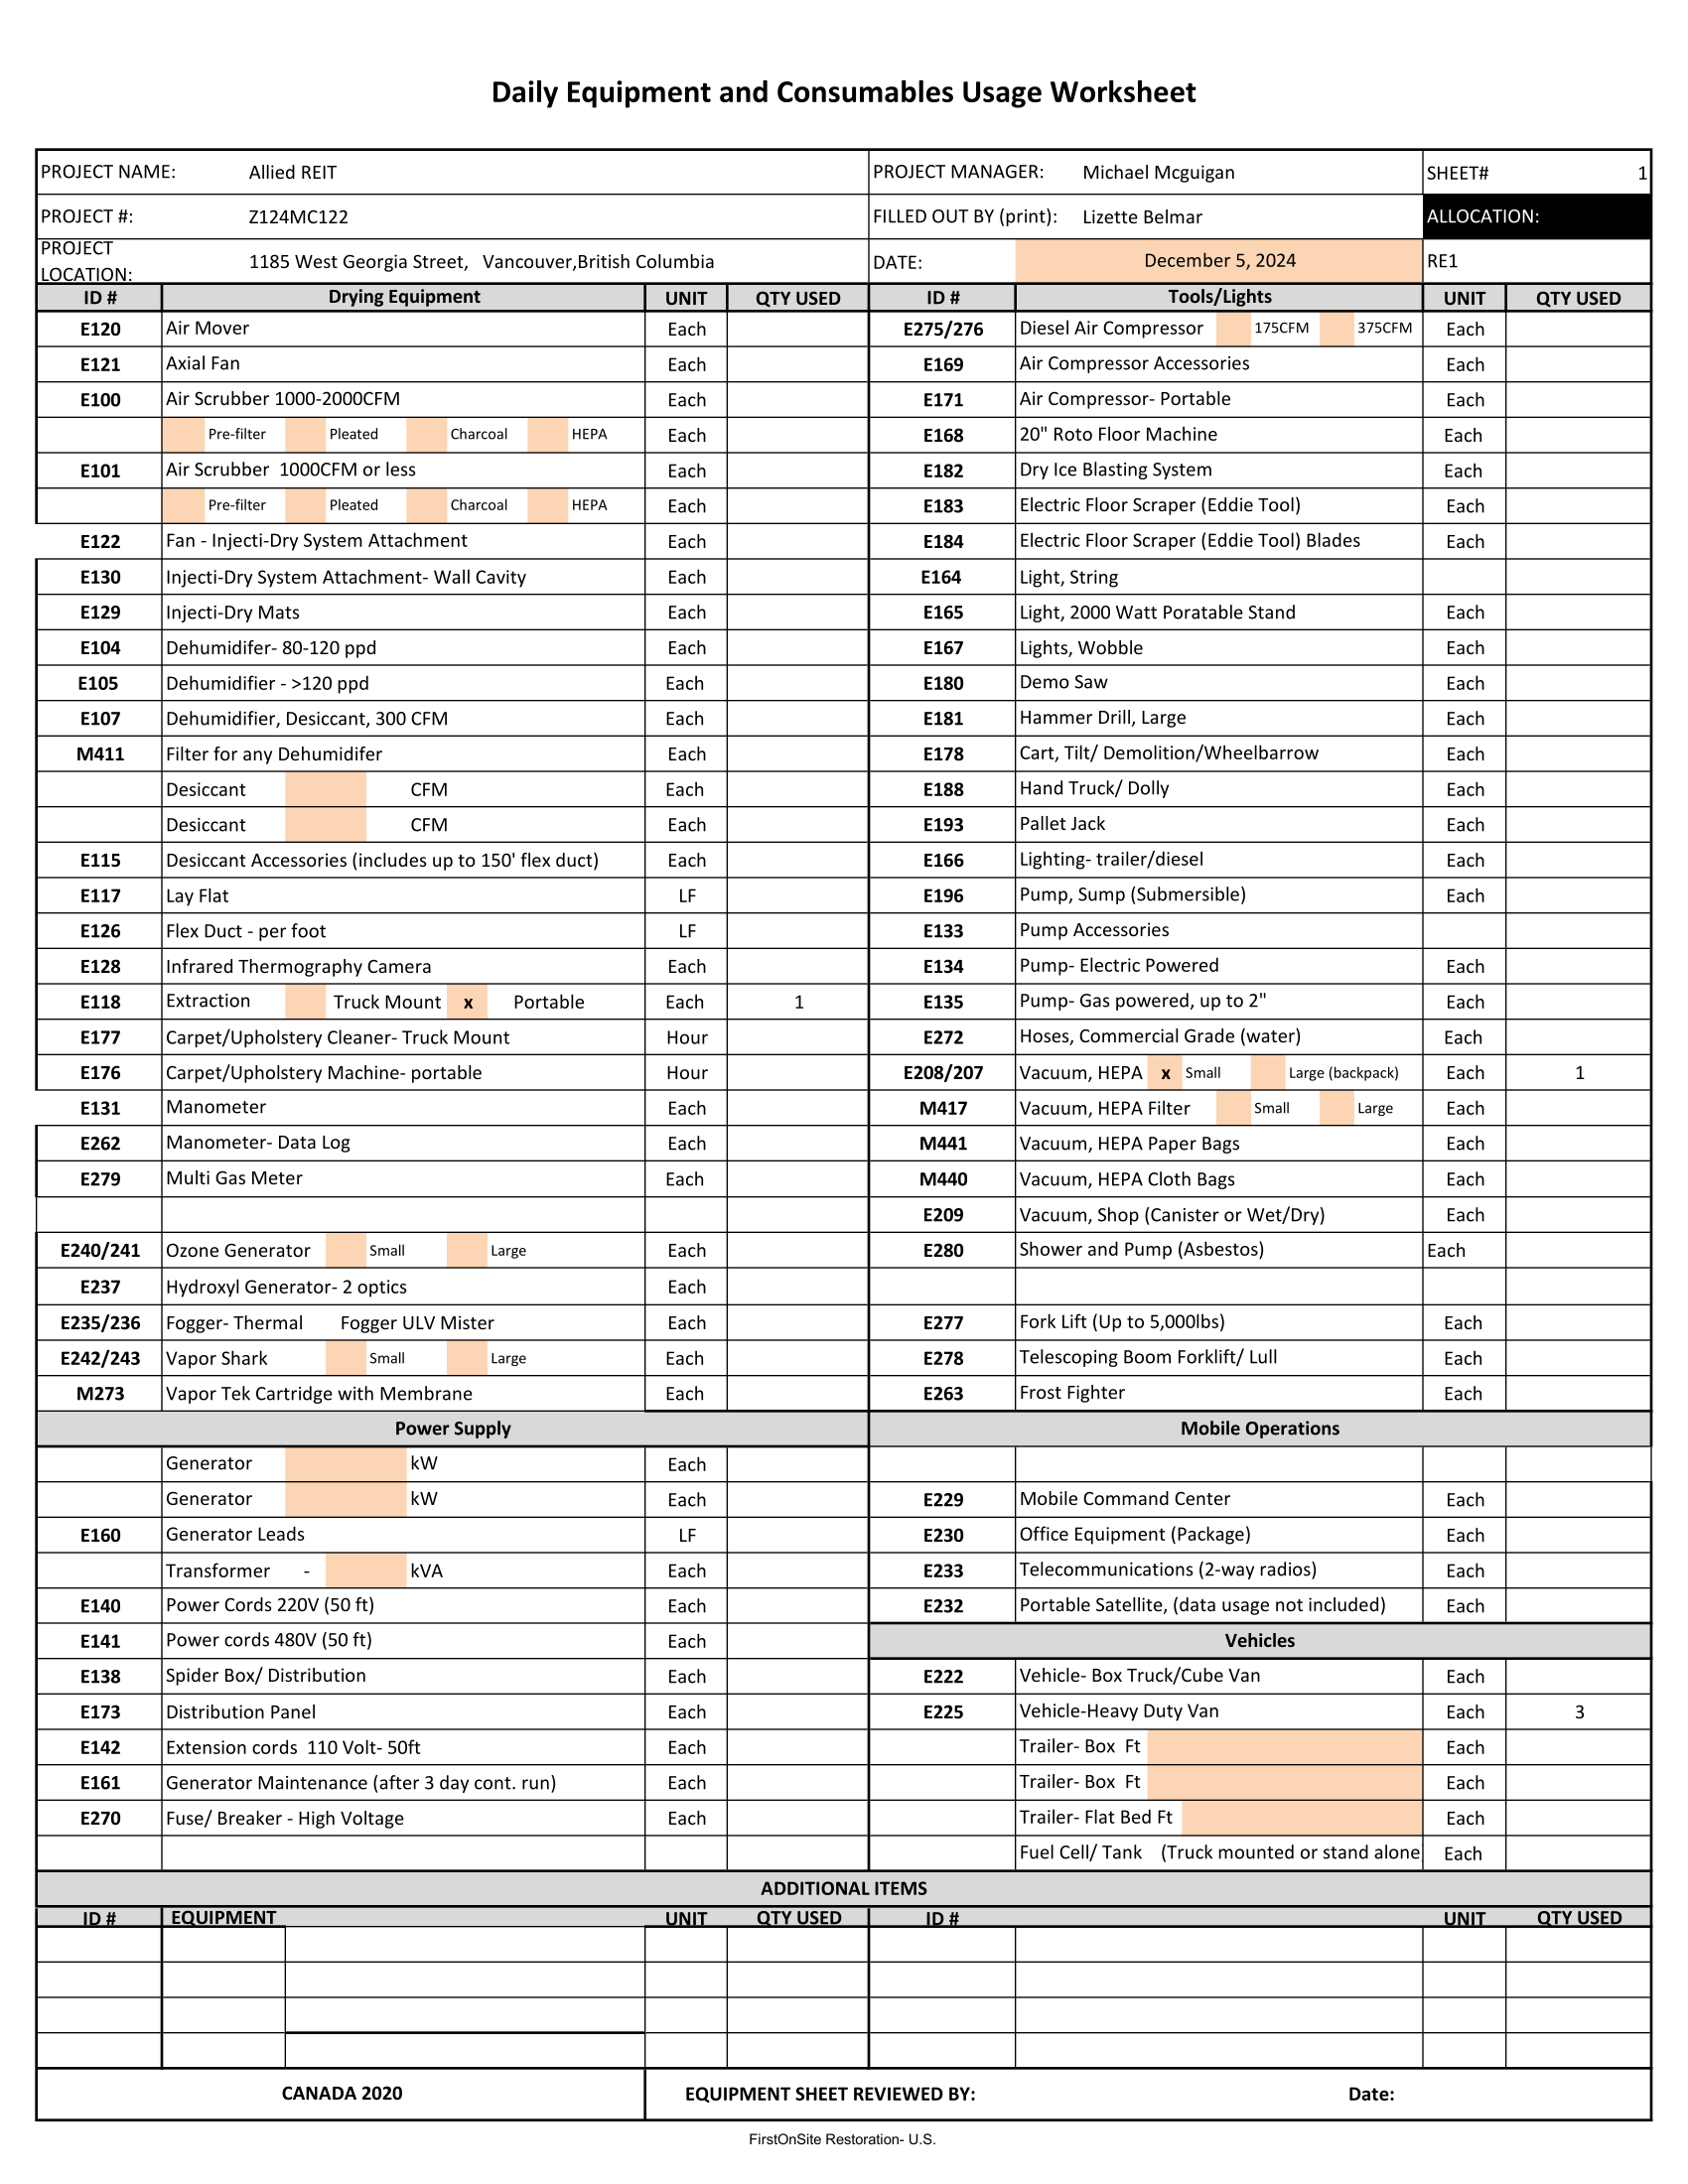 Daily Equipment and Consumables Usage Worksheet
PROJECT NAME: Allied REIT PROJECT MANAGER: Michael Mcguigan SHEET# 1
PROJECT #: Z124MC122 FILLED OUT BY (print): Lizette Belmar ALLOCATION:
PROJECT LOCATION: 1185 West Georgia Street, Vancouver,British Columbia DATE: December 5, 2024 RE1
ID # Drying Equipment UNIT QTY USED ID # Tools/Lights UNIT QTY USED
E120 Air Mover Each E275/276 Diesel Air Compressor 175CFM 375CFM Each
E121 Axial Fan Each E169 Air Compressor Accessories Each
E100 Air Scrubber 1000-2000CFM Each E171 Air Compressor- Portable Each
Pre-filter Pleated Charcoal HEPA Each E168 20" Roto Floor Machine Each
E101 Air Scrubber 1000CFM or less Each E182 Dry Ice Blasting System Each
Pre-filter Pleated Charcoal HEPA Each E183 Electric Floor Scraper (Eddie Tool) Each
E122 Fan - Injecti-Dry System Attachment Each E184 Electric Floor Scraper (Eddie Tool) Blades Each
E130 Injecti-Dry System Attachment- Wall Cavity Each E164 Light, String
E129 Injecti-Dry Mats Each E165 Light, 2000 Watt Poratable Stand Each
E104 Dehumidifer- 80-120 ppd Each E167 Lights, Wobble Each
E105 Dehumidifier - >120 ppd Each E180 Demo Saw Each
E107 Dehumidifier, Desiccant, 300 CFM Each E181 Hammer Drill, Large Each
M411 Filter for any Dehumidifer Each E178 Cart, Tilt/ Demolition/Wheelbarrow Each
Desiccant CFM Each E188 Hand Truck/ Dolly Each
Desiccant CFM Each E193 Pallet Jack Each
E115 Desiccant Accessories (includes up to 150' flex duct) Each E166 Lighting- trailer/diesel Each
E117 Lay Flat LF E196 Pump, Sump (Submersible) Each
E126 Flex Duct - per foot LF E133 Pump Accessories
E128 Infrared Thermography Camera Each E134 Pump- Electric Powered Each
E118 Extraction Truck Mount x Portable Each 1 E135 Pump- Gas powered, up to 2" Each
E177 Carpet/Upholstery Cleaner- Truck Mount Hour E272 Hoses, Commercial Grade (water) Each
E176 Carpet/Upholstery Machine- portable Hour E208/207 Vacuum, HEPA x Small Large (backpack) Each 1
E131 Manometer Each M417 Vacuum, HEPA Filter Small Large Each
E262 Manometer- Data Log Each M441 Vacuum, HEPA Paper Bags Each
E279 Multi Gas Meter Each M440 Vacuum, HEPA Cloth Bags Each
E209 Vacuum, Shop (Canister or Wet/Dry) Each
E240/241 Ozone Generator Small Large Each E280 Shower and Pump (Asbestos) Each
E237 Hydroxyl Generator- 2 optics Each
E235/236 Fogger- Thermal Fogger ULV Mister Each E277 Fork Lift (Up to 5,000lbs) Each
E242/243 Vapor Shark Small Large Each E278 Telescoping Boom Forklift/ Lull Each
M273 Vapor Tek Cartridge with Membrane Each E263 Frost Fighter Each
Power Supply Mobile Operations
Generator kW Each
Generator kW Each E229 Mobile Command Center Each
E160 Generator Leads LF E230 Office Equipment (Package) Each
Transformer - kVA Each E233 Telecommunications (2-way radios) Each
E140 Power Cords 220V (50 ft) Each E232 Portable Satellite, (data usage not included) Each
E141 Power cords 480V (50 ft) Each Vehicles
E138 Spider Box/ Distribution Each E222 Vehicle- Box Truck/Cube Van Each
E173 Distribution Panel Each E225 Vehicle-Heavy Duty Van Each 3
E142 Extension cords 110 Volt- 50ft Each Trailer- Box Ft Each
E161 Generator Maintenance (after 3 day cont. run) Each Trailer- Box Ft Each
E270 Fuse/ Breaker - High Voltage Each Trailer- Flat Bed Ft Each
Fuel Cell/ Tank (Truck mounted or stand alone Each
ADDITIONAL ITEMS
ID # EQUIPMENT UNIT QTY USED ID # UNIT QTY USED
CANADA 2020 EQUIPMENT SHEET REVIEWED BY: Date:
FirstOnSite Restoration- U.S.